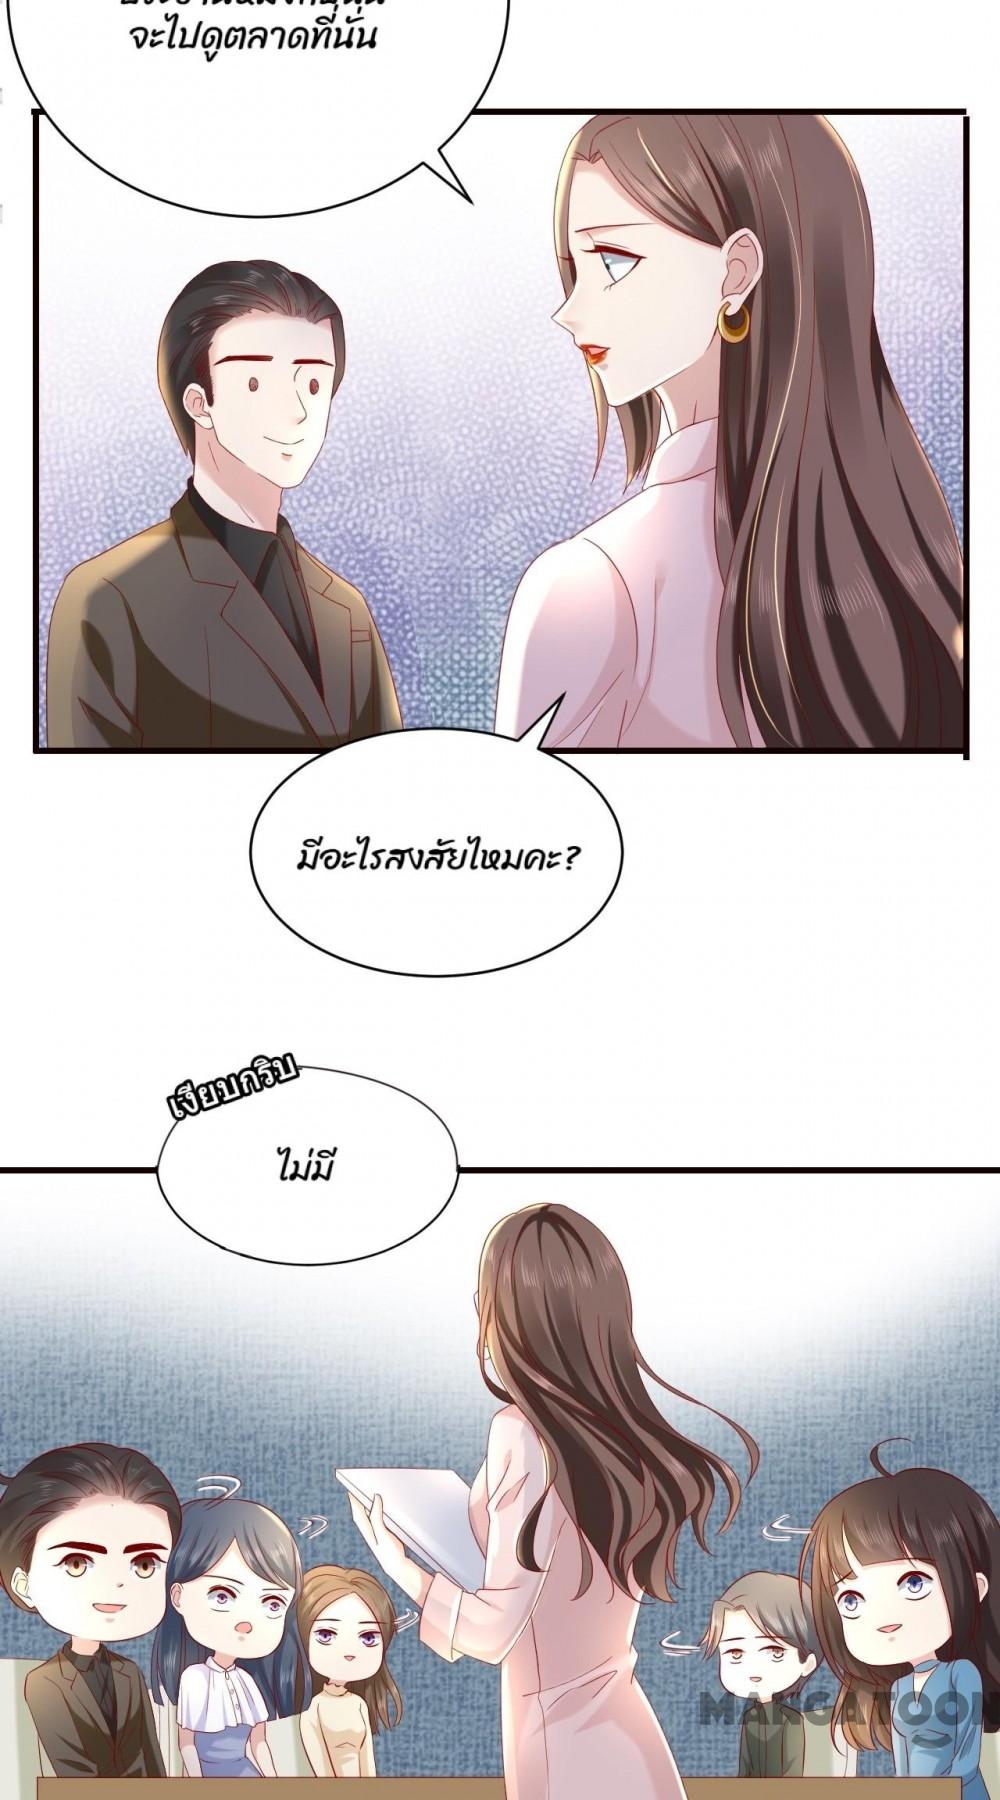 จะไปดูตลาดที่นั่น
มีอะไรสงสัยไหมคะ?
เงียบกริบ
ไม่มี
MANGATOON